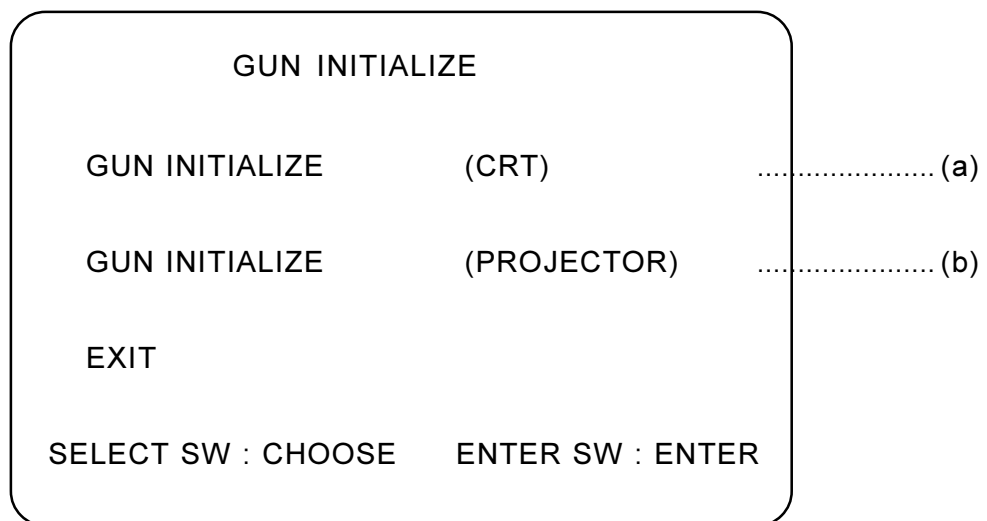 GUN INITIALIZE
GUN INITIALIZE (CRT) ...................... (a)
GUN INITIALIZE (PROJECTOR) ...................... (b)
EXIT
SELECT SW : CHOOSE ENTER SW : ENTER